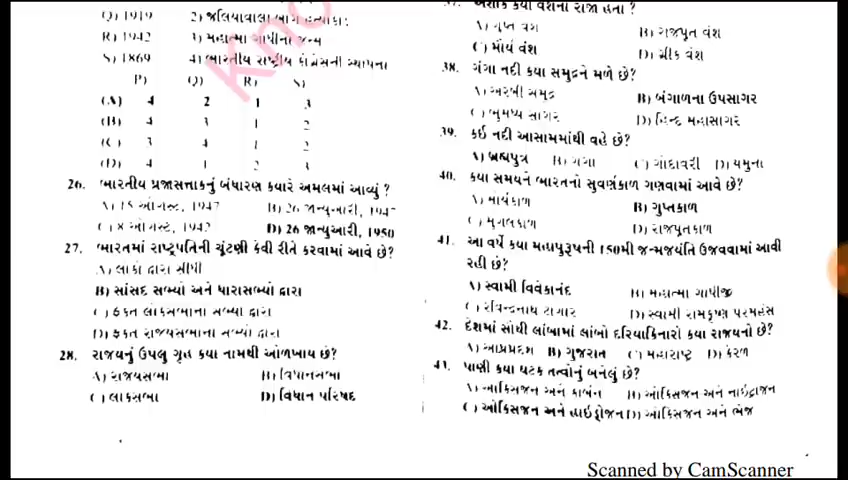 Q) 1919 2) જલિયાવાલા બાગ હત્યાકાંડ
R) 1942 3) મહાત્મા ગાંધીનો જન્મ
S) 1869 4) ભારતીય રાષ્ટ્રીય કોંગ્રેસની સ્થાપના
P) Q) R) S)
(A) 4 2 1 3
(B) 4 3 1 2
(C) 3 4 1 2
(D) 4 1 2 3
26. ભારતીય પ્રજાસત્તાકનું બંધારણ ક્યારે અમલમાં આવ્યું ?
A) 15 ઓગસ્ટ, 1947 B) 26 જાન્યુઆરી, 1947
C) 8 ઓગસ્ટ, 1942 D) 26 જાન્યુઆરી, 1950
27. ભારતમાં રાષ્ટ્રપતિની ચૂંટણી કેવી રીતે કરવામાં આવે છે?
A) લોકો દ્વારા સીધી
B) સાંસદ સભ્યો અને ધારાસભ્યો દ્વારા
C) ફક્ત લોકસભાના સભ્યો દ્વારા
D) ફક્ત રાજ્યસભાના સભ્યો દ્વારા
28. રાજ્યનું ઉપલુ ગૃહ કયા નામથી ઓળખાય છે?
A) રાજ્યસભા B) વિધાનસભા
C) લોકસભા D) વિધાન પરિષદ
37. અશોક કયા વંશનો રાજા હતો ?
A) ગુપ્ત વંશ B) રાજપૂત વંશ
C) મૌર્ય વંશ D) ગ્રીક વંશ
38. ગંગા નદી કયા સમુદ્રને મળે છે?
A) અરબી સમુદ્ર B) બંગાળના ઉપસાગર
C) ભુમધ્ય સાગર D) હિન્દ મહાસાગર
39. કઈ નદી આસામમાંથી વહે છે?
A) બ્રહ્મપુત્ર B) ગંગા C) ગોદાવરી D) યમુના
40. કયા સમયને ભારતનો સુવર્ણકાળ ગણવામાં આવે છે?
A) મૌર્યકાળ B) ગુપ્તકાળ
C) મુગલકાળ D) રાજપૂતકાળ
41. આ વર્ષે કયા મહાપુરૂષની 150મી જન્મજયંતિ ઉજવવામાં આવી
રહી છે?
A) સ્વામી વિવેકાનંદ B) મહાત્મા ગાંધીજી
C) રવિન્દ્રનાથ ટાગોર D) સ્વામી રામકૃષ્ણ પરમહંસ
42. દેશમાં સૌથી લાંબામાં લાંબો દરિયાકિનારો કયા રાજયનો છે?
A) આંધ્રપ્રદેશ B) ગુજરાત C) મહારાષ્ટ્ર D) કેરળ
43. પાણી કયા ઘટક તત્વોનું બનેલું છે?
A) ઓક્સિજન અને કાર્બન B) ઓક્સિજન અને નાઈટ્રોજન
C) ઓક્સિજન અને હાઈડ્રોજન D) ઓક્સિજન અને ભેજ
Scanned by CamScanner